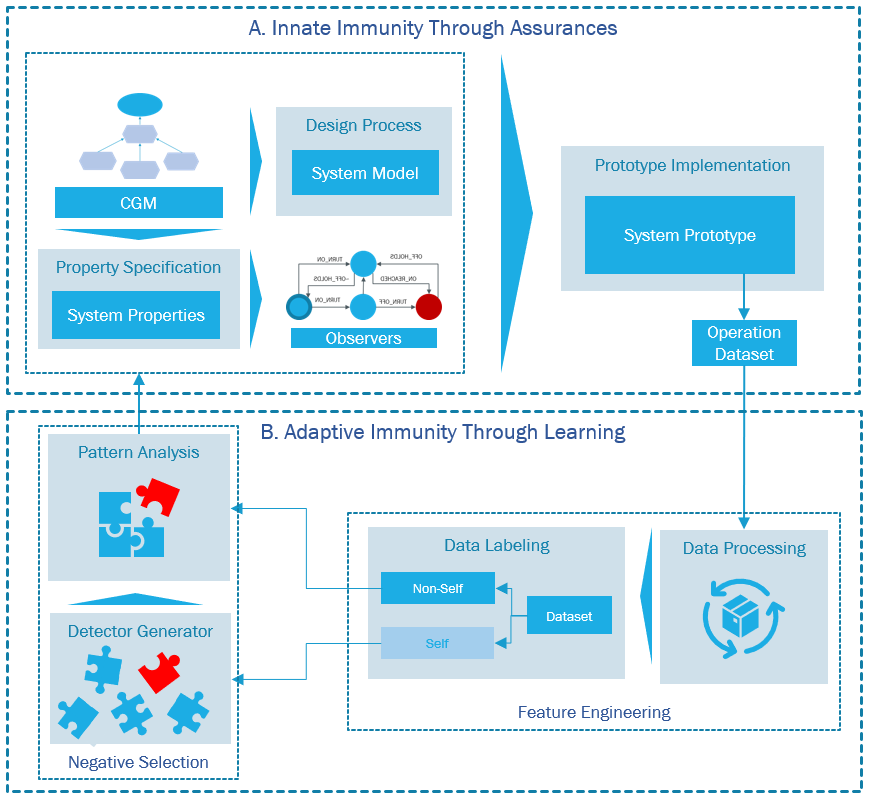 A. Innate Immunity Through Assurances
CGM
Design Process
System Model
Property Specification
System Properties
TURN_ON
OFF_HOLDS
~OFF_HOLDS
ON_REACHED
TURN_ON
TURN_OFF
Observers
Prototype Implementation
System Prototype
Operation
Dataset
B. Adaptive Immunity Through Learning
Pattern Analysis
Detector Generator
Negative Selection
Data Labeling
Non-Self
Self
Dataset
Data Processing
Feature Engineering